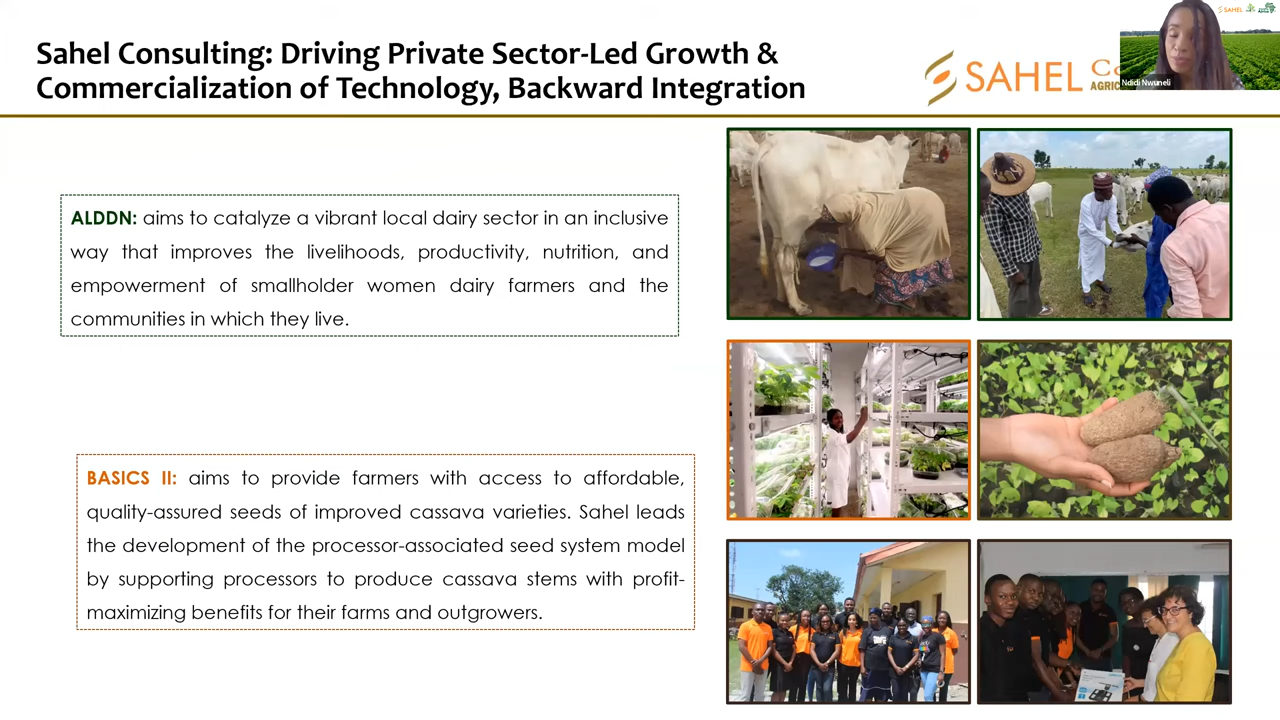 Sahel Consulting: Driving Private Sector-Led Growth &
Commercialization of Technology, Backward Integration
SAHEL
SAHEL
Ndidi Nwuneli
ALDDN: aims to catalyze a vibrant local dairy sector in an inclusive
way that improves the livelihoods, productivity, nutrition, and
empowerment of smallholder women dairy farmers and the
communities in which they live.
BASICS II: aims to provide farmers with access to affordable,
quality-assured seeds of improved cassava varieties. Sahel leads
the development of the processor-associated seed system model
by supporting processors to produce cassava stems with profit-
maximizing benefits for their farms and outgrowers.